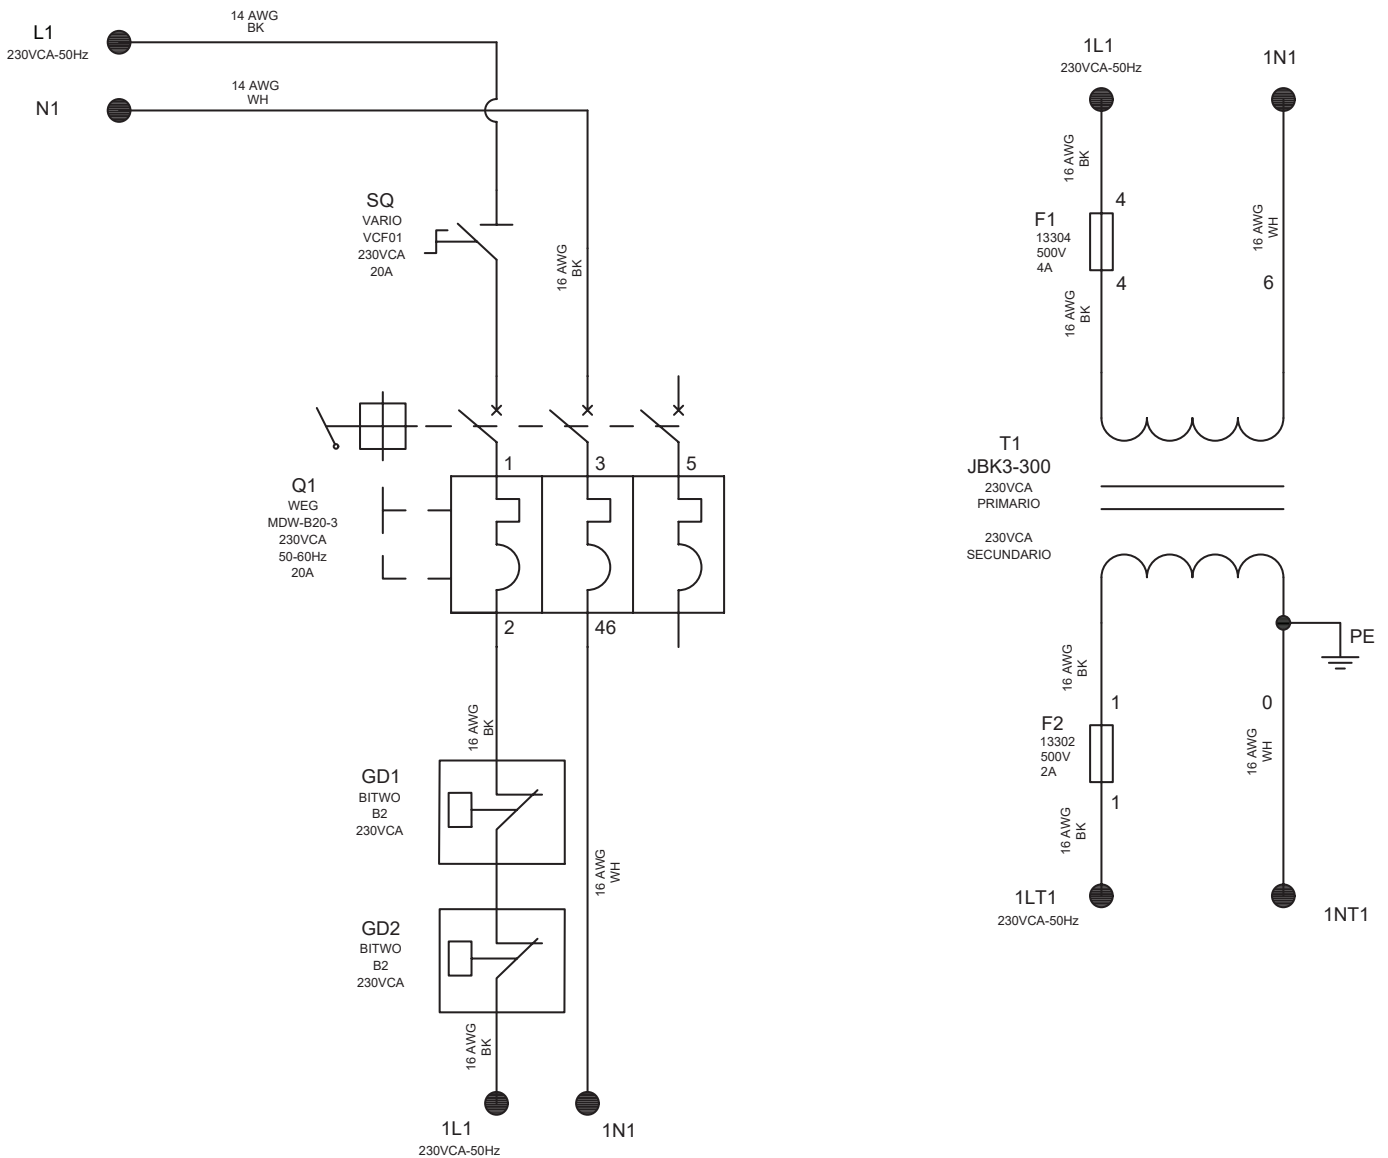 L1
230VCA-50Hz
14 AWG
BK
N1
14 AWG
WH
SQ
VARIO
VCF01
230VCA
20A
16 AWG
BK
Q1
WEG
MDW-B20-3
230VCA
50-60Hz
20A
1
3
5
2
46
16 AWG
BK
GD1
BITWO
B2
230VCA
16 AWG
WH
GD2
BITWO
B2
230VCA
16 AWG
BK
1L1
230VCA-50Hz
1N1
1L1
230VCA-50Hz
1N1
16 AWG
BK
4
F1
13304
500V
4A
4
16 AWG
WH
6
16 AWG
BK
T1
JBK3-300
230VCA
PRIMARIO
230VCA
SECUNDARIO
PE
16 AWG
BK
1
0
F2
13302
500V
2A
16 AWG
WH
1
16 AWG
BK
1LT1
230VCA-50Hz
1NT1